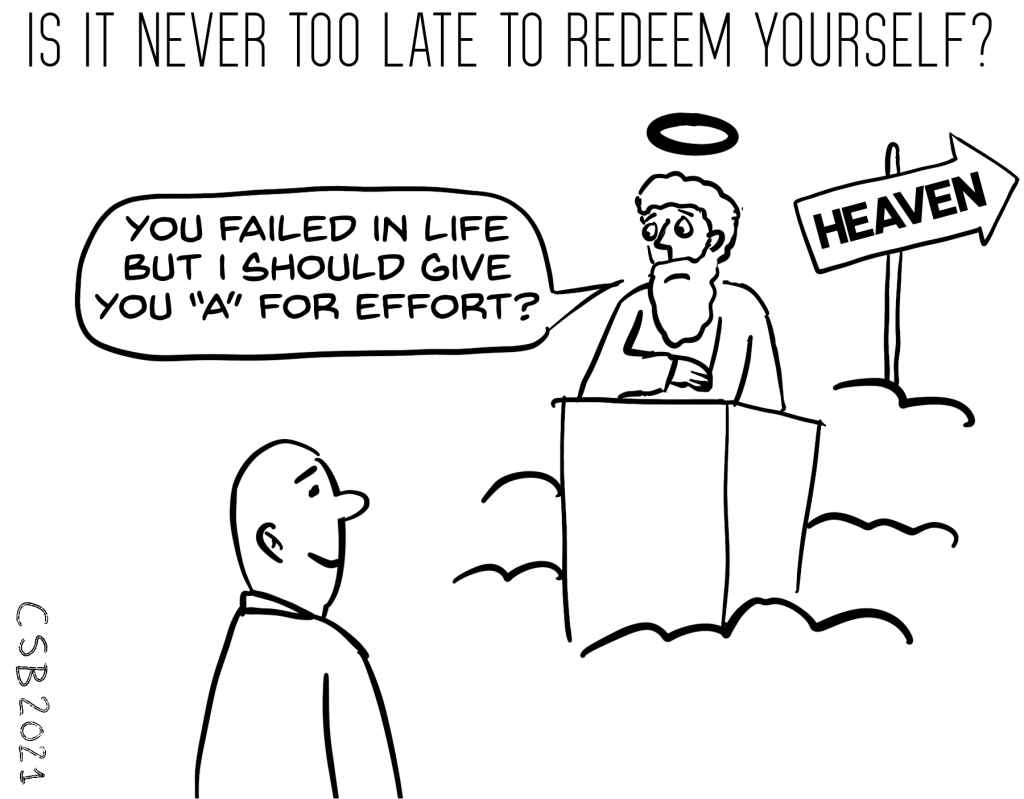 IS IT NEVER TOO LATE TO REDEEM YOURSELF?
HEAVEN
YOU FAILED IN LIFE
BUT I SHOULD GIVE
YOU "A" FOR EFFORT?
CSB2021